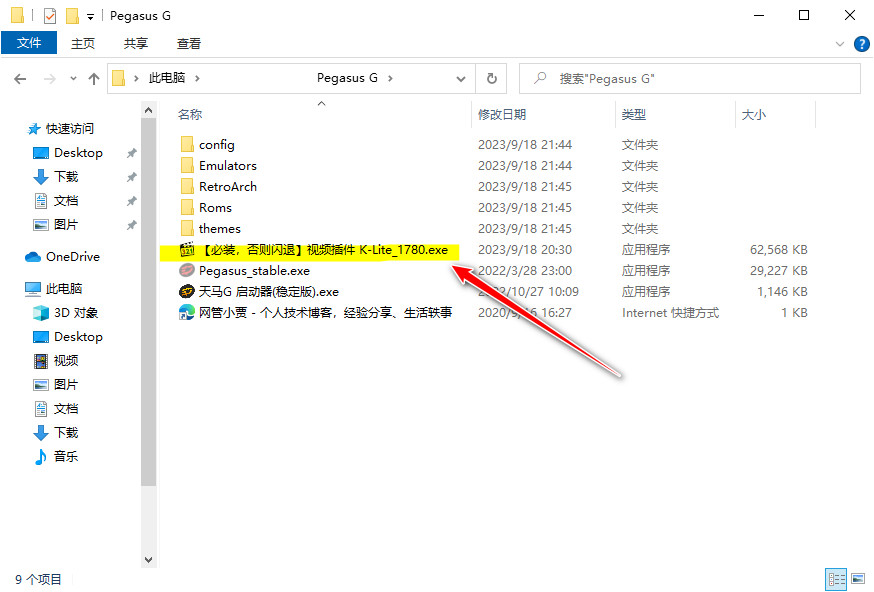 Pegasus G
文件 主页 共享 查看
此电脑 Pegasus G 搜索"Pegasus G"
名称 修改日期 类型 大小
快速访问
Desktop
下载
文档
图片
OneDrive
此电脑
3D 对象
Desktop
视频
图片
文档
下载
音乐
config 2023/9/18 21:44 文件夹
Emulators 2023/9/18 21:44 文件夹
RetroArch 2023/9/18 21:45 文件夹
Roms 2023/9/18 21:45 文件夹
themes 2023/9/18 21:45 文件夹
【必装，否则闪退】视频插件 K-Lite_1780.exe 2023/9/18 20:30 应用程序 62,568 KB
Pegasus_stable.exe 2022/3/28 23:00 应用程序 29,227 KB
天马G 启动器(稳定版).exe 10:09 应用程序 1,146 KB
网管小贾 - 个人技术博客，经验分享、生活轶事 16:27 Internet 快捷方式 1 KB
9 个项目